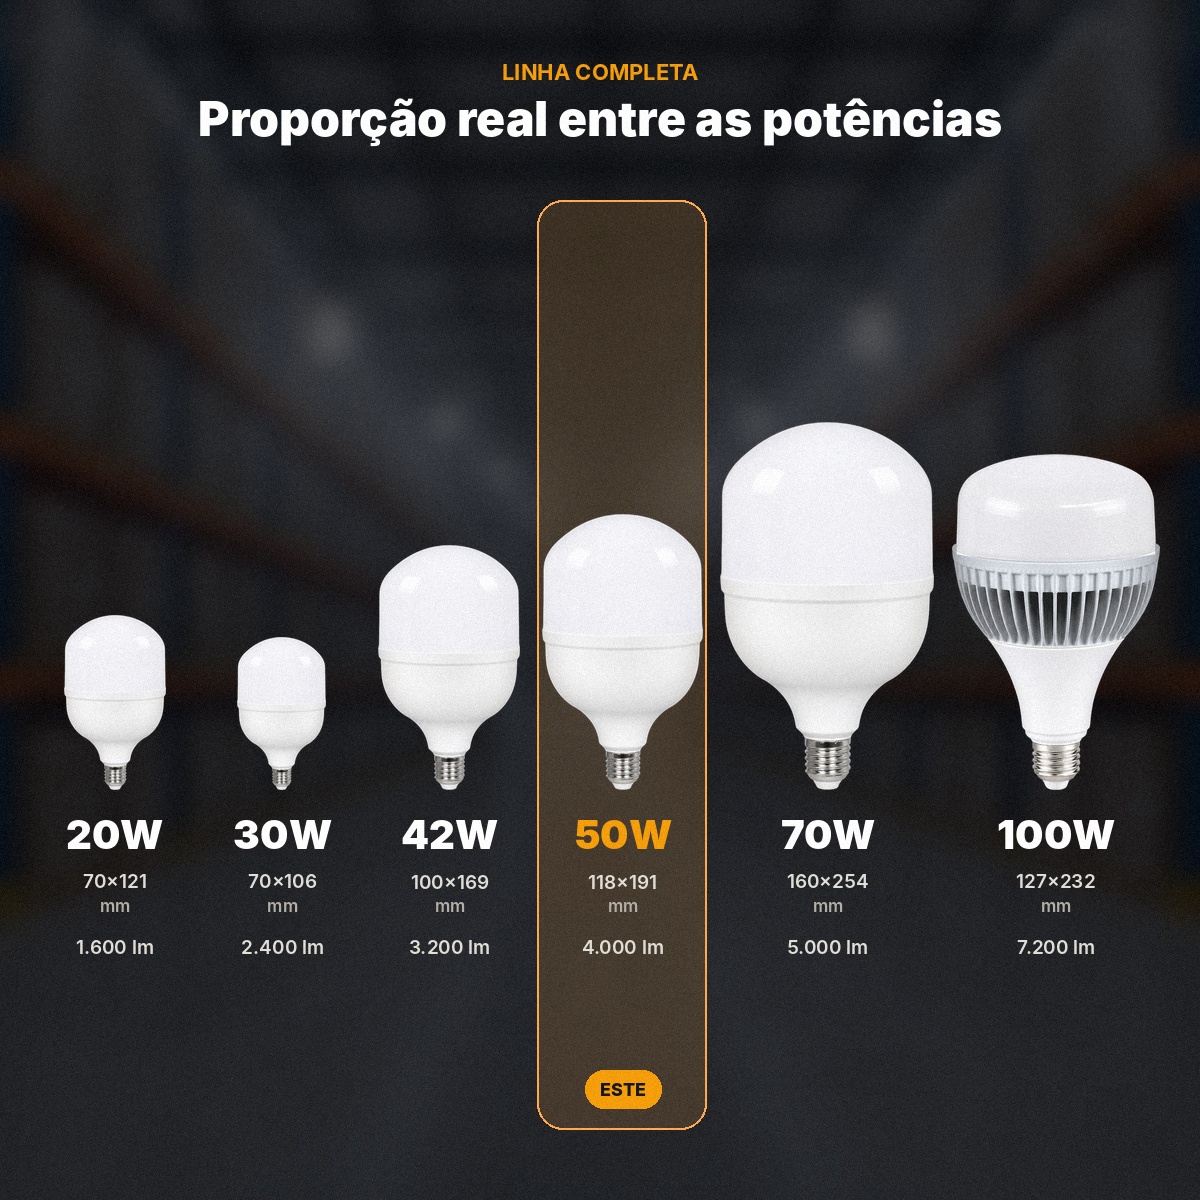 LINHA COMPLETA
Proporção real entre as potências
20W
70×121
mm
1.600 lm
30W
70×106
mm
2.400 lm
42W
100×169
mm
3.200 lm
50W
118×191
mm
4.000 lm
ESTE
70W
160×254
mm
5.000 lm
100W
127×232
mm
7.200 lm